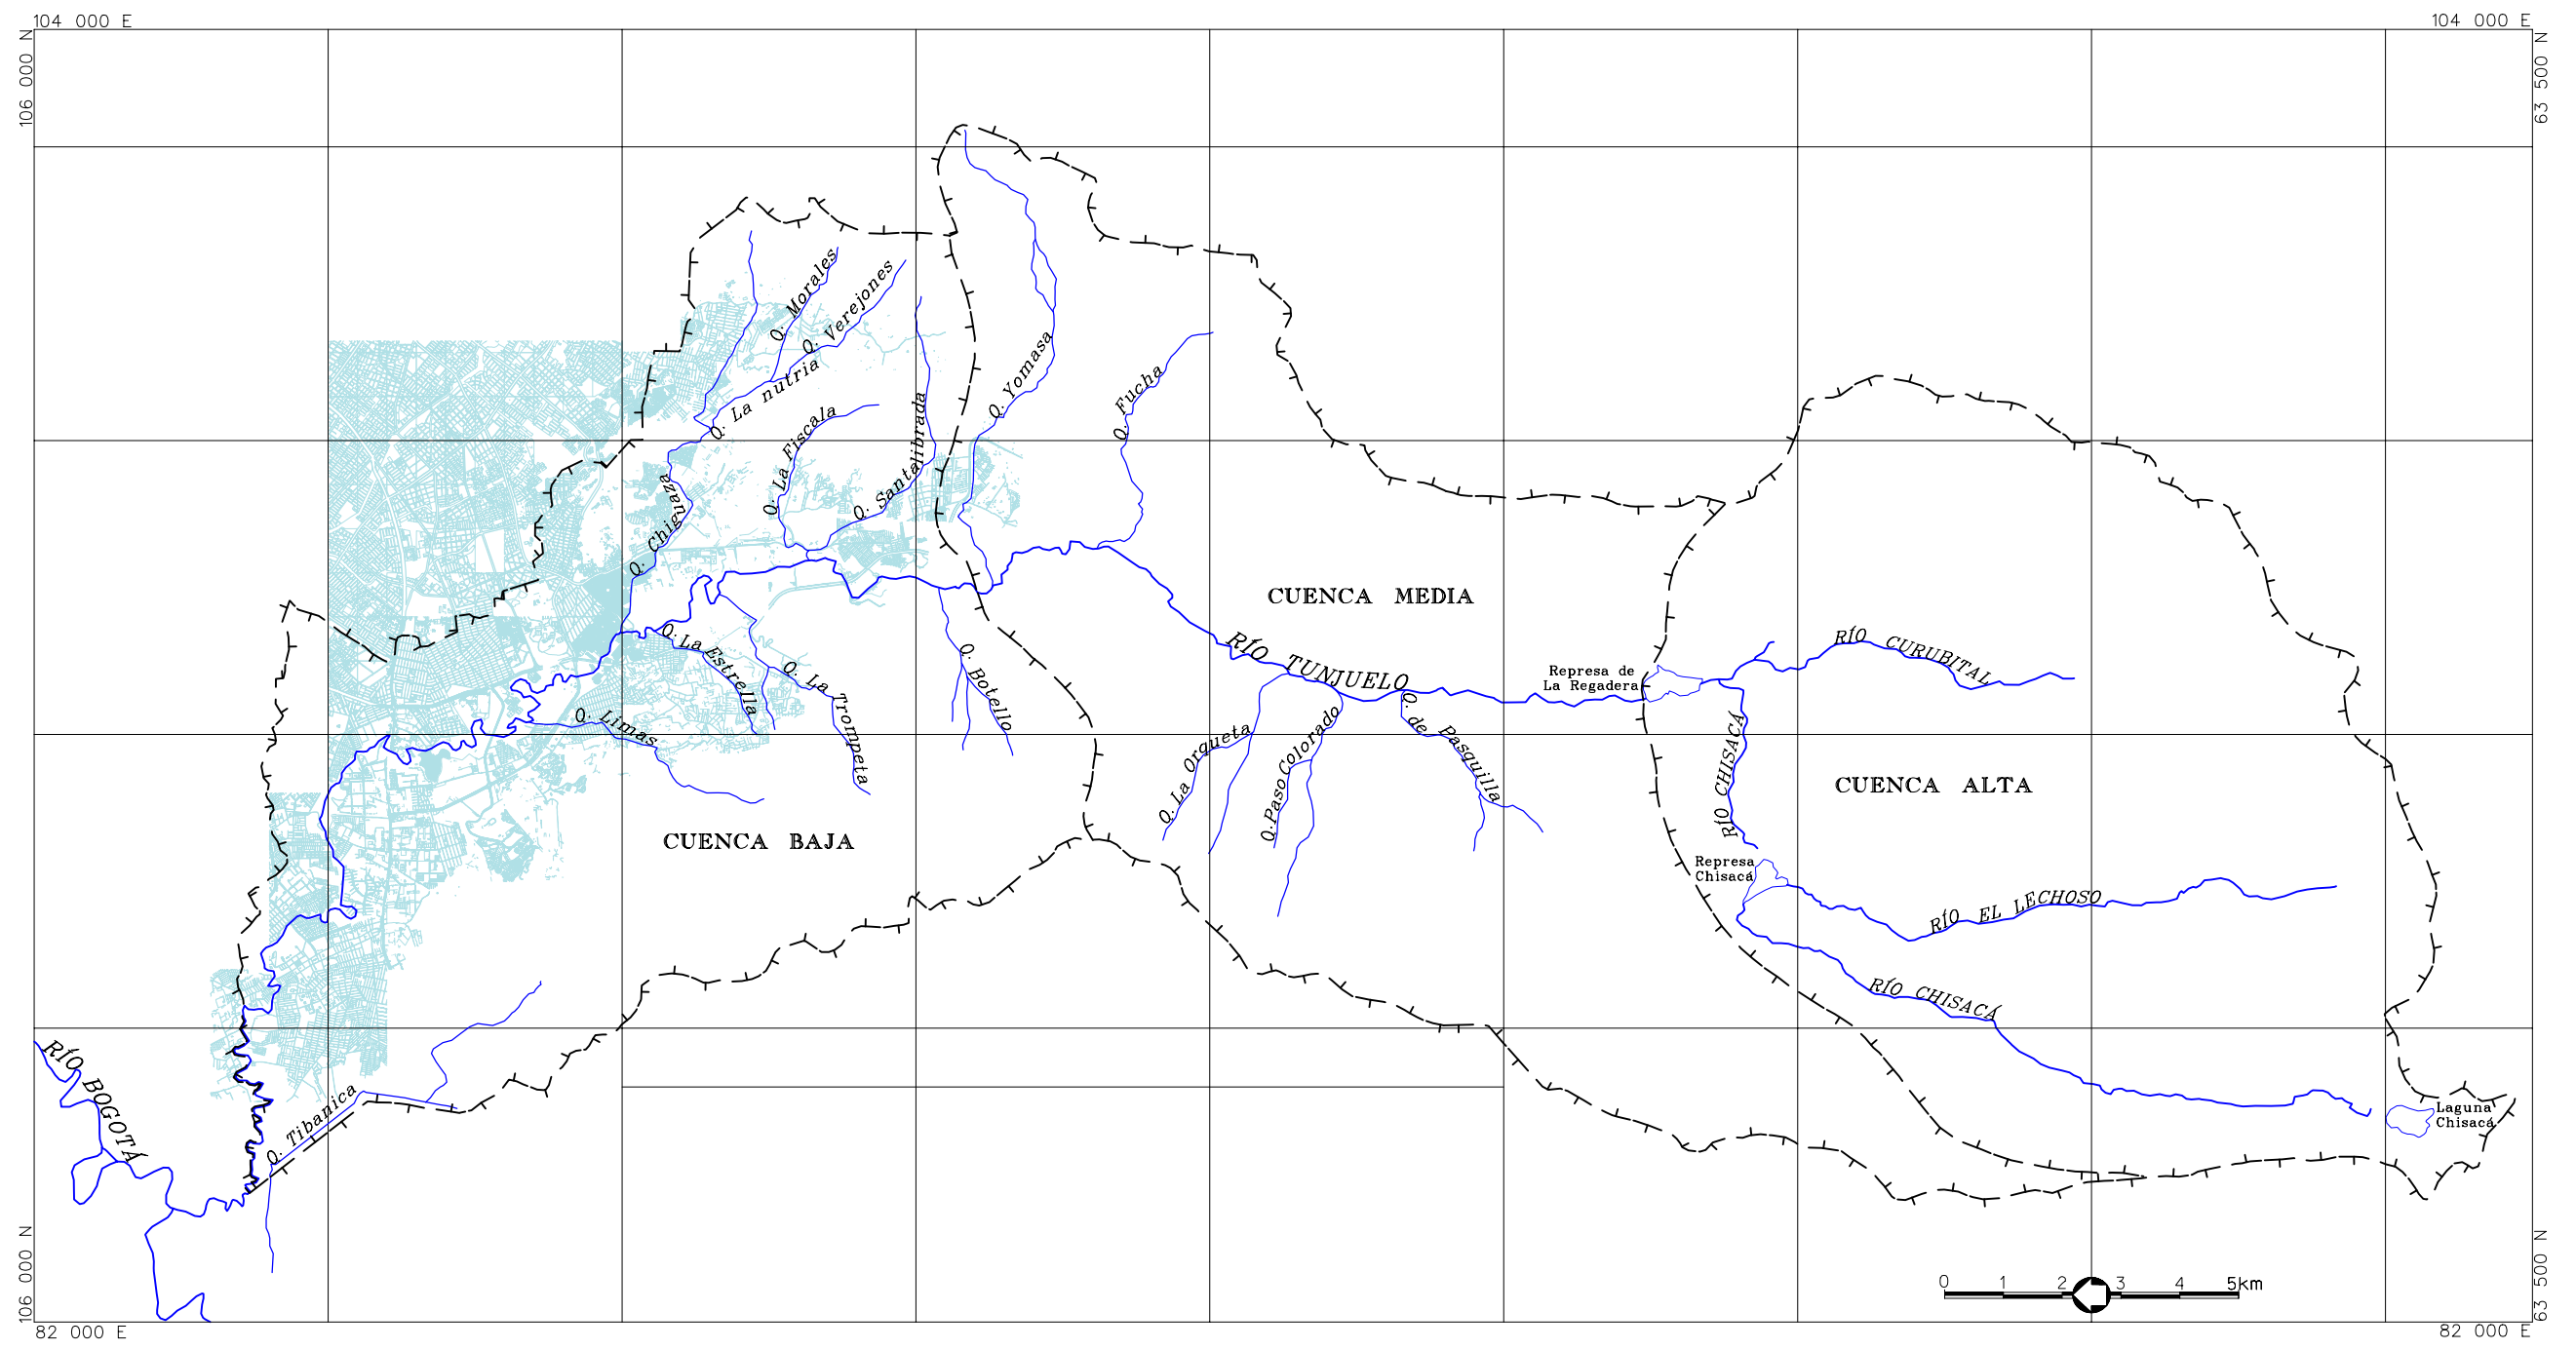 104 000 E
104 000 E
106 000 N
63 500 N
Q. Morales
Q. Verejones
Q. La nutria
Q. Yomasa
Q. Fucha
Q. La Fiscala
Q. Santalibrada
Q. Chiguaza
CUENCA MEDIA
Q. La Estrella
Q. La Trompeta
Q. Botello
RÍO TUNJUELO
Represa de
La Regadera
RÍO CURUBITAL
Q. Limas
Q. La Orqueta
Q. Paso Colorado
Q. de Pasquilla
RÍO CHISACÁ
CUENCA ALTA
CUENCA BAJA
Represa
Chisacá
RÍO EL LECHOSO
RÍO CHISACÁ
RÍO BOGOTÁ
Q. Tibanica
Laguna
Chisacá
0 1 2 3 4 5km
106 000 N
63 500 N
82 000 E
82 000 E